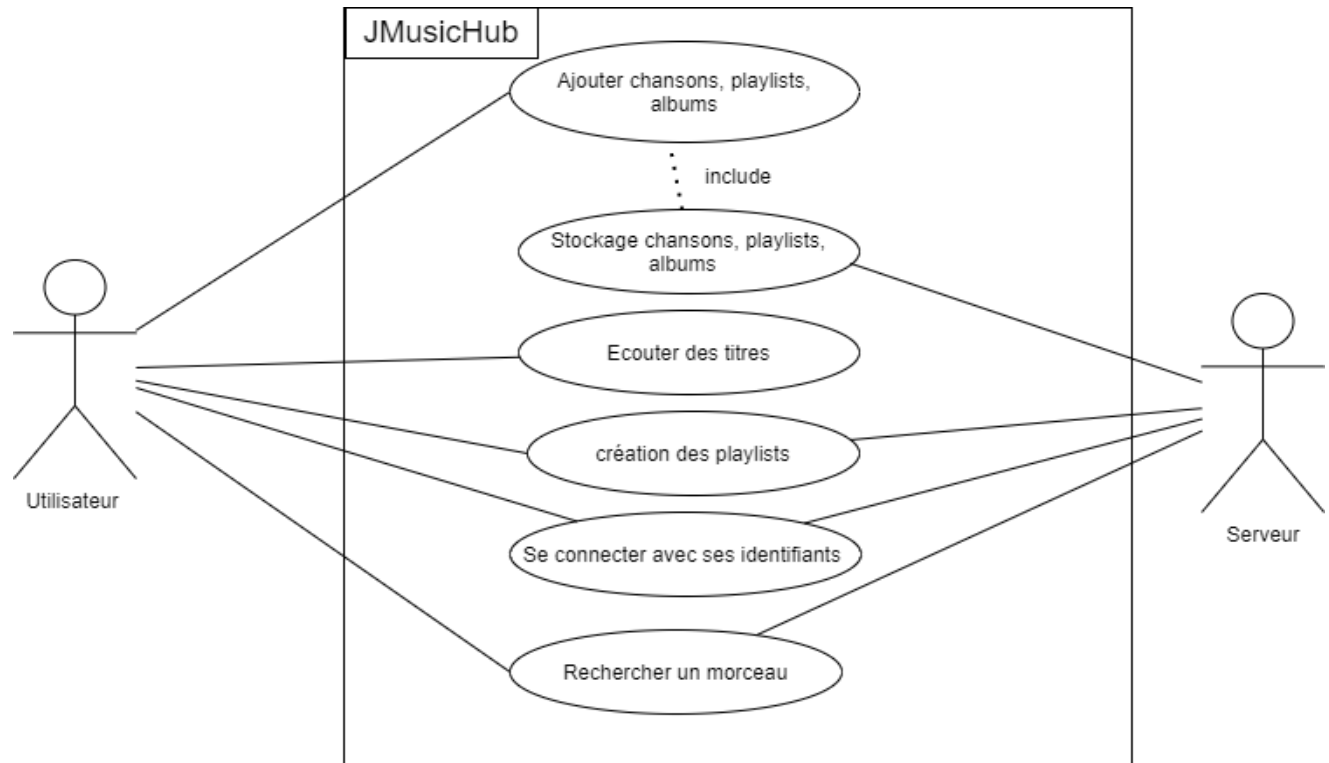 JMusicHub
Ajouter chansons, playlists,
albums
include
Stockage chansons, playlists,
albums
Ecouter des titres
création des playlists
Utilisateur
Se connecter avec ses identifiants
Serveur
Rechercher un morceau